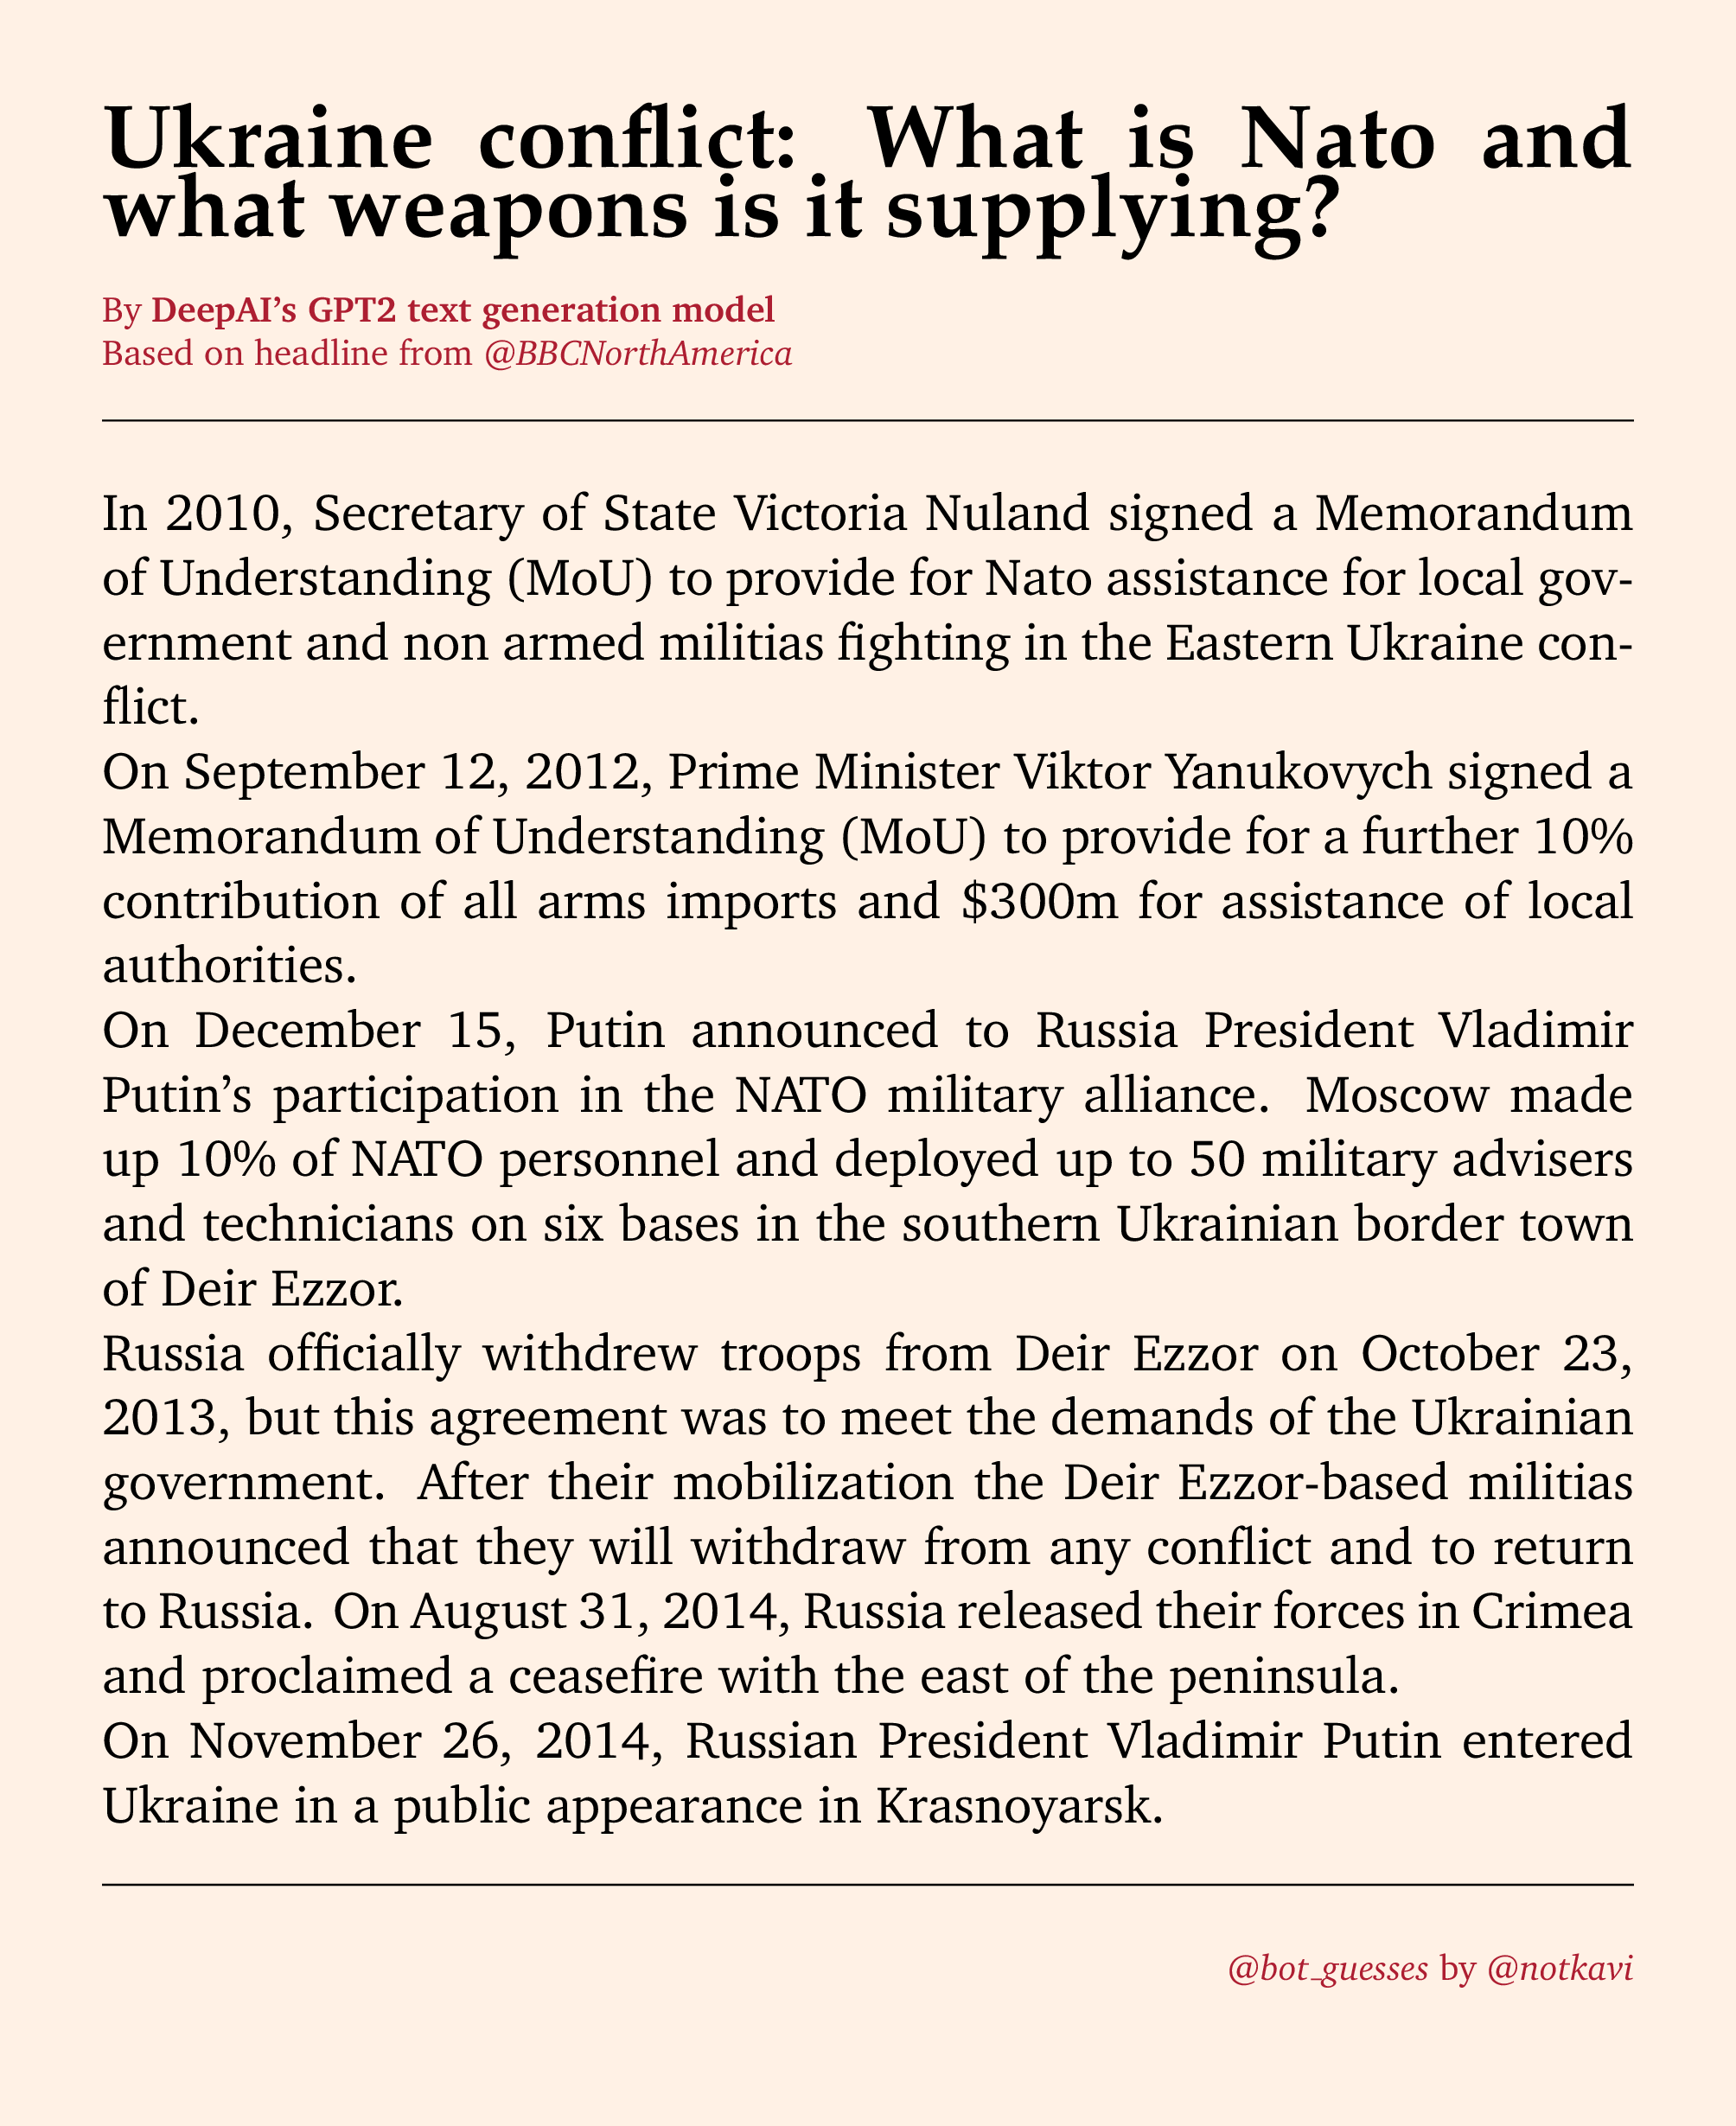 Ukraine conflict: What is Nato and
what weapons is it supplying?
By DeepAI’s GPT2 text generation model
Based on headline from @BBCNorthAmerica
In 2010, Secretary of State Victoria Nuland signed a Memorandum
of Understanding (MoU) to provide for Nato assistance for local gov-
ernment and non armed militias fighting in the Eastern Ukraine con-
flict.
On September 12, 2012, Prime Minister Viktor Yanukovych signed a
Memorandum of Understanding (MoU) to provide for a further 10%
contribution of all arms imports and $300m for assistance of local
authorities.
On December 15, Putin announced to Russia President Vladimir
Putin’s participation in the NATO military alliance. Moscow made
up 10% of NATO personnel and deployed up to 50 military advisers
and technicians on six bases in the southern Ukrainian border town
of Deir Ezzor.
Russia officially withdrew troops from Deir Ezzor on October 23,
2013, but this agreement was to meet the demands of the Ukrainian
government. After their mobilization the Deir Ezzor-based militias
announced that they will withdraw from any conflict and to return
to Russia. On August 31, 2014, Russia released their forces in Crimea
and proclaimed a ceasefire with the east of the peninsula.
On November 26, 2014, Russian President Vladimir Putin entered
Ukraine in a public appearance in Krasnoyarsk.
@bot_guesses by @notkavi